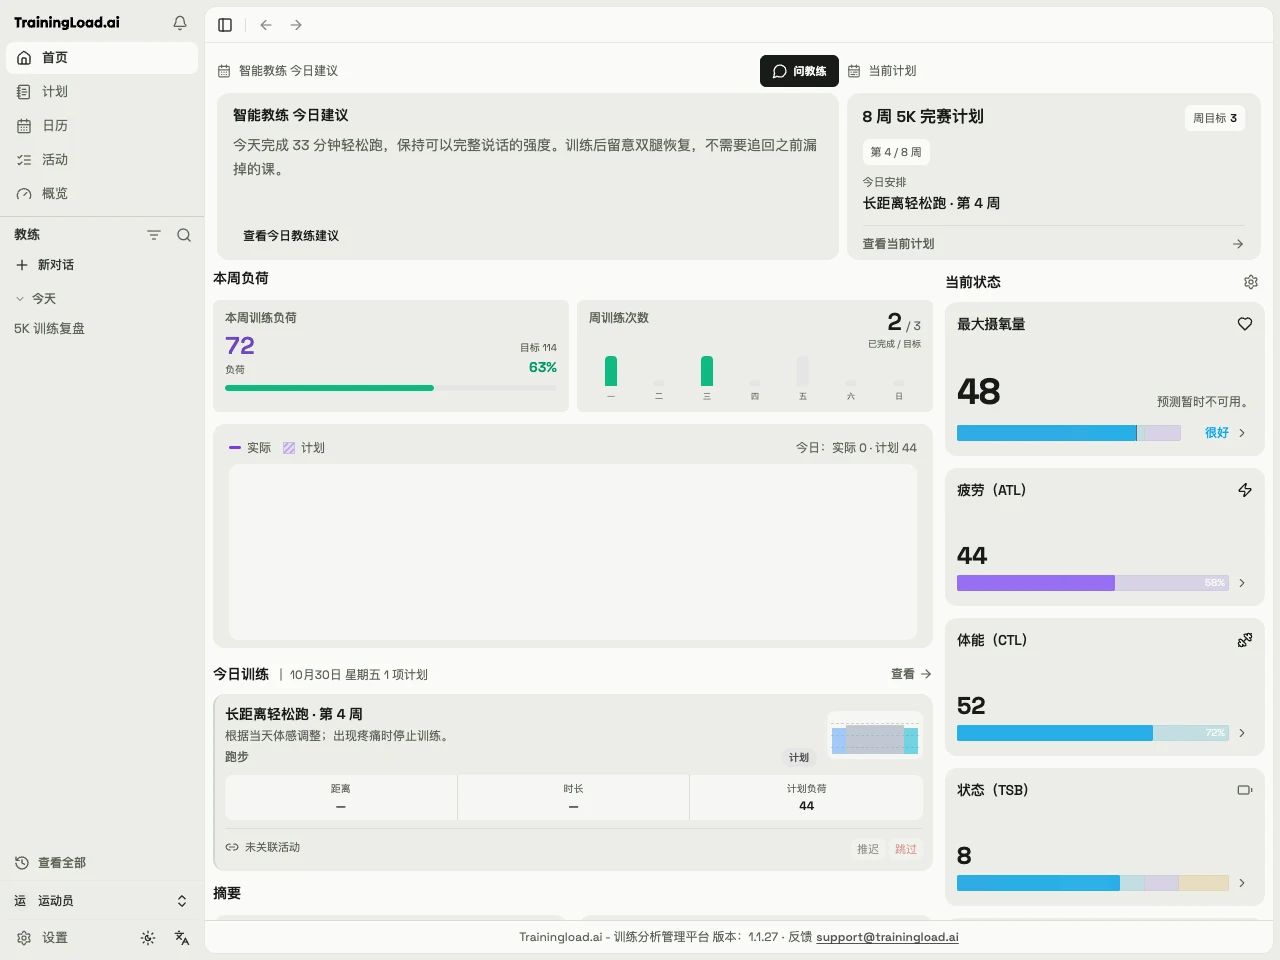 TrainingLoad.ai
首页
计划
日历
活动
概览
教练
新对话
今天
5K 训练复盘
查看全部
运 运动员
设置
智能教练 今日建议
问教练
智能教练 今日建议
今天完成 33 分钟轻松跑，保持可以完整说话的强度。训练后留意双腿恢复，不需要追回之前漏
掉的课。
查看今日教练建议
当前计划
8 周 5K 完赛计划
周目标 3
第 4 / 8 周
今日安排
长距离轻松跑 · 第 4 周
查看当前计划
本周负荷
本周训练负荷
72
负荷
目标 114
63%
周训练次数
2 / 3
已完成 / 目标
一 二 三 四 五 六 日
实际 计划
今日：实际 0 · 计划 44
今日训练 | 10月30日 星期五 1 项计划
查看
长距离轻松跑 · 第 4 周
根据当天体感调整；出现疼痛时停止训练。
跑步
计划
距离 时长 计划负荷
— — 44
未关联活动
推迟 跳过
摘要
当前状态
最大摄氧量
48
预测暂时不可用。
很好
疲劳（ATL）
44
58%
体能（CTL）
52
72%
状态（TSB）
8
Trainingload.ai - 训练分析管理平台 版本：1.1.27 · 反馈 support@trainingload.ai